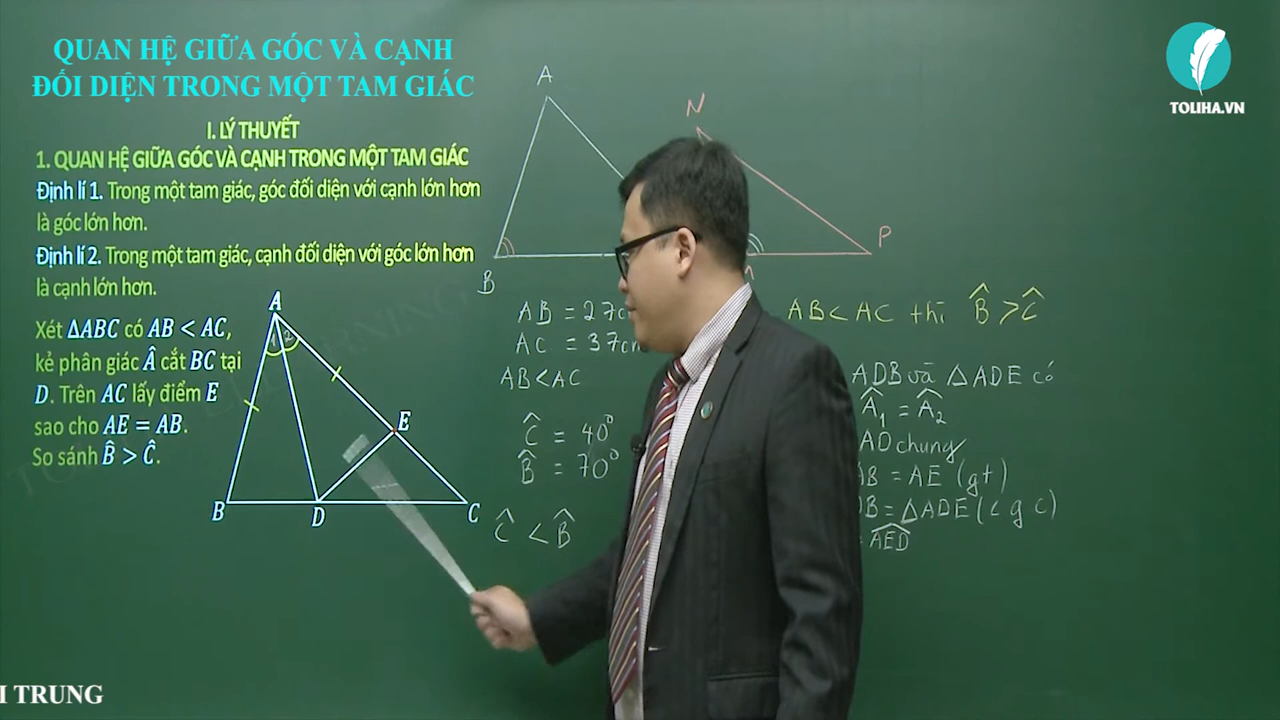 QUAN HỆ GIỮA GÓC VÀ CẠNH
ĐỐI DIỆN TRONG MỘT TAM GIÁC
TOLIHA.VN
I. LÝ THUYẾT
1. QUAN HỆ GIỮA GÓC VÀ CẠNH TRONG MỘT TAM GIÁC
Định lí 1. Trong một tam giác, góc đối diện với cạnh lớn hơn
là góc lớn hơn.
Định lí 2. Trong một tam giác, cạnh đối diện với góc lớn hơn
là cạnh lớn hơn.
Xét ΔABC có AB < AC,
kẻ phân giác Â cắt BC tại
D. Trên AC lấy điểm E
sao cho AE = AB.
So sánh B̂ > Ĉ.
A
1 2
E
B
D
C
A
B
N
P
AB = 27c
AC = 37cm
AB < AC
Ĉ = 40°
B̂ = 70°
Ĉ < B̂
AB < AC thì B̂ > Ĉ
ADB và ΔADE có
Â₁ = Â₂
AD chung
AB = AE (gt)
DB = ΔADE (c g c)
= AED
I TRUNG